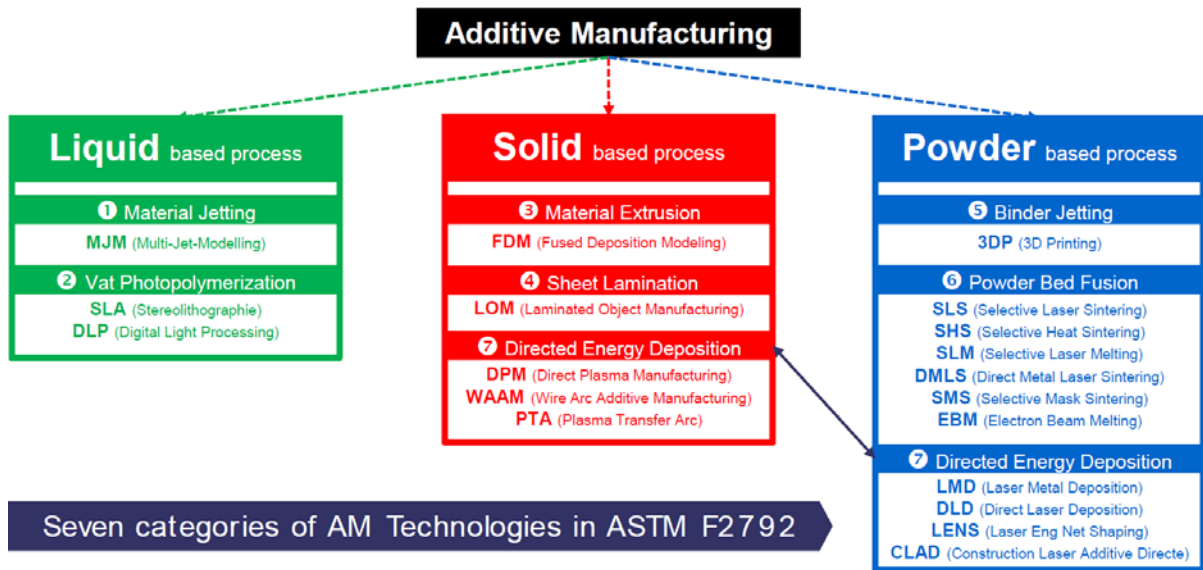 Additive Manufacturing
Liquid based process
❶ Material Jetting
MJM (Multi-Jet-Modelling)
❷ Vat Photopolymerization
SLA (Stereolithographie)
DLP (Digital Light Processing)
Solid based process
❸ Material Extrusion
FDM (Fused Deposition Modeling)
❹ Sheet Lamination
LOM (Laminated Object Manufacturing)
❼ Directed Energy Deposition
DPM (Direct Plasma Manufacturing)
WAAM (Wire Arc Additive Manufacturing)
PTA (Plasma Transfer Arc)
Powder based process
❺ Binder Jetting
3DP (3D Printing)
❻ Powder Bed Fusion
SLS (Selective Laser Sintering)
SHS (Selective Heat Sintering)
SLM (Selective Laser Melting)
DMLS (Direct Metal Laser Sintering)
SMS (Selective Mask Sintering)
EBM (Electron Beam Melting)
❼ Directed Energy Deposition
LMD (Laser Metal Deposition)
DLD (Direct Laser Deposition)
LENS (Laser Eng Net Shaping)
CLAD (Construction Laser Additive Directe)
Seven categories of AM Technologies in ASTM F2792